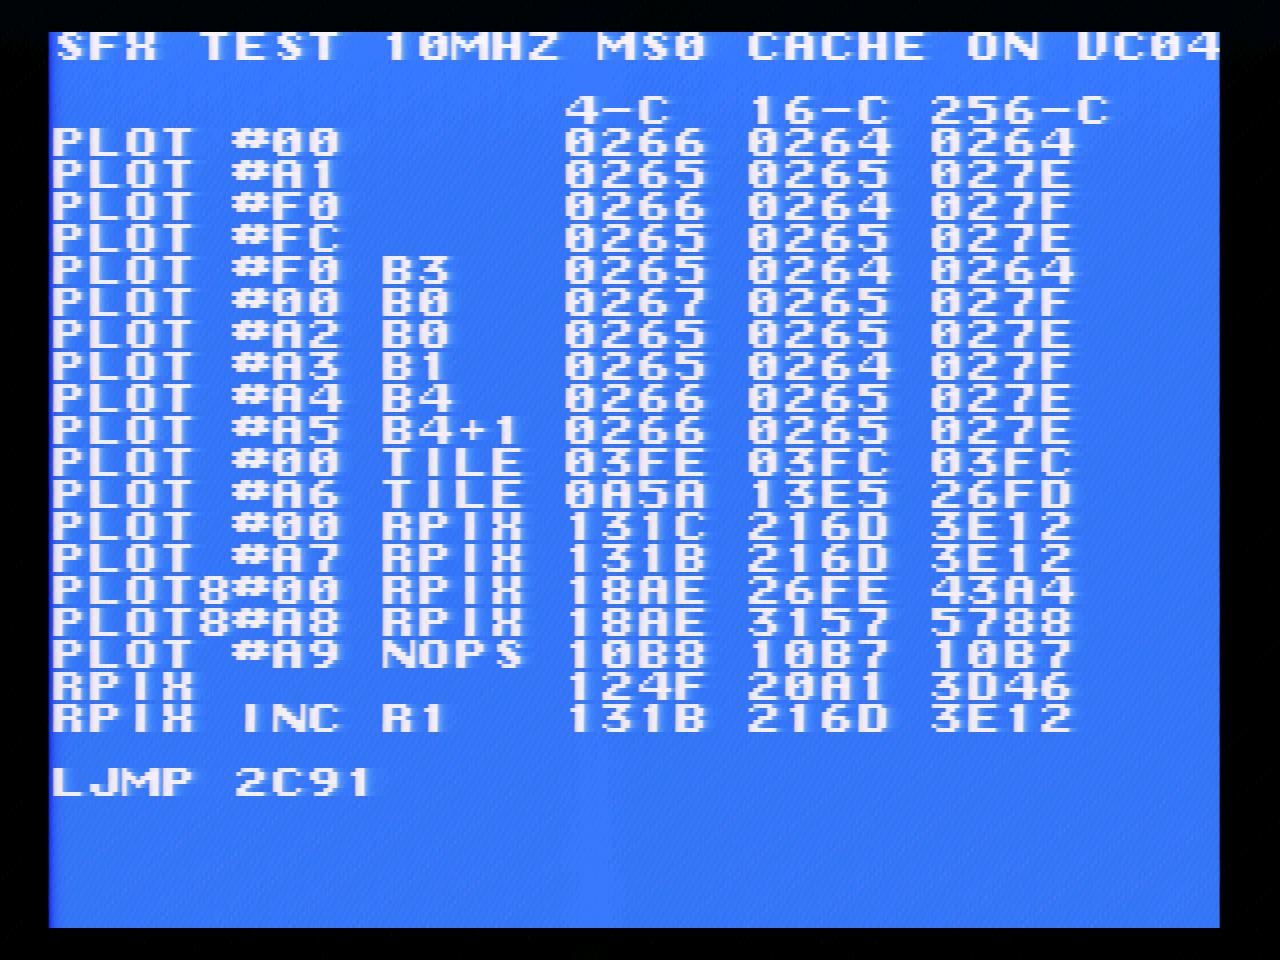 SFX TEST 10MHZ MS0 CACHE ON VC04
4-C 16-C 256-C
PLOT #00 0266 0264 0264
PLOT #A1 0265 0265 027E
PLOT #F0 0266 0264 027F
PLOT #FC 0265 0265 027E
PLOT #F0 B3 0265 0264 0264
PLOT #00 B0 0267 0265 027F
PLOT #A2 B0 0265 0265 027E
PLOT #A3 B1 0265 0264 027F
PLOT #A4 B4 0266 0265 027E
PLOT #A5 B4+1 0266 0265 027E
PLOT #00 TILE 03FE 03FC 03FC
PLOT #A6 TILE 0A5A 13E5 26FD
PLOT #00 RPIX 131C 216D 3E12
PLOT #A7 RPIX 131B 216D 3E12
PLOT8#00 RPIX 18AE 26FE 43A4
PLOT8#A8 RPIX 18AE 3157 5788
PLOT #A9 NOPS 10B8 10B7 10B7
RPIX 124F 20A1 3D46
RPIX INC R1 131B 216D 3E12
LJMP 2C91